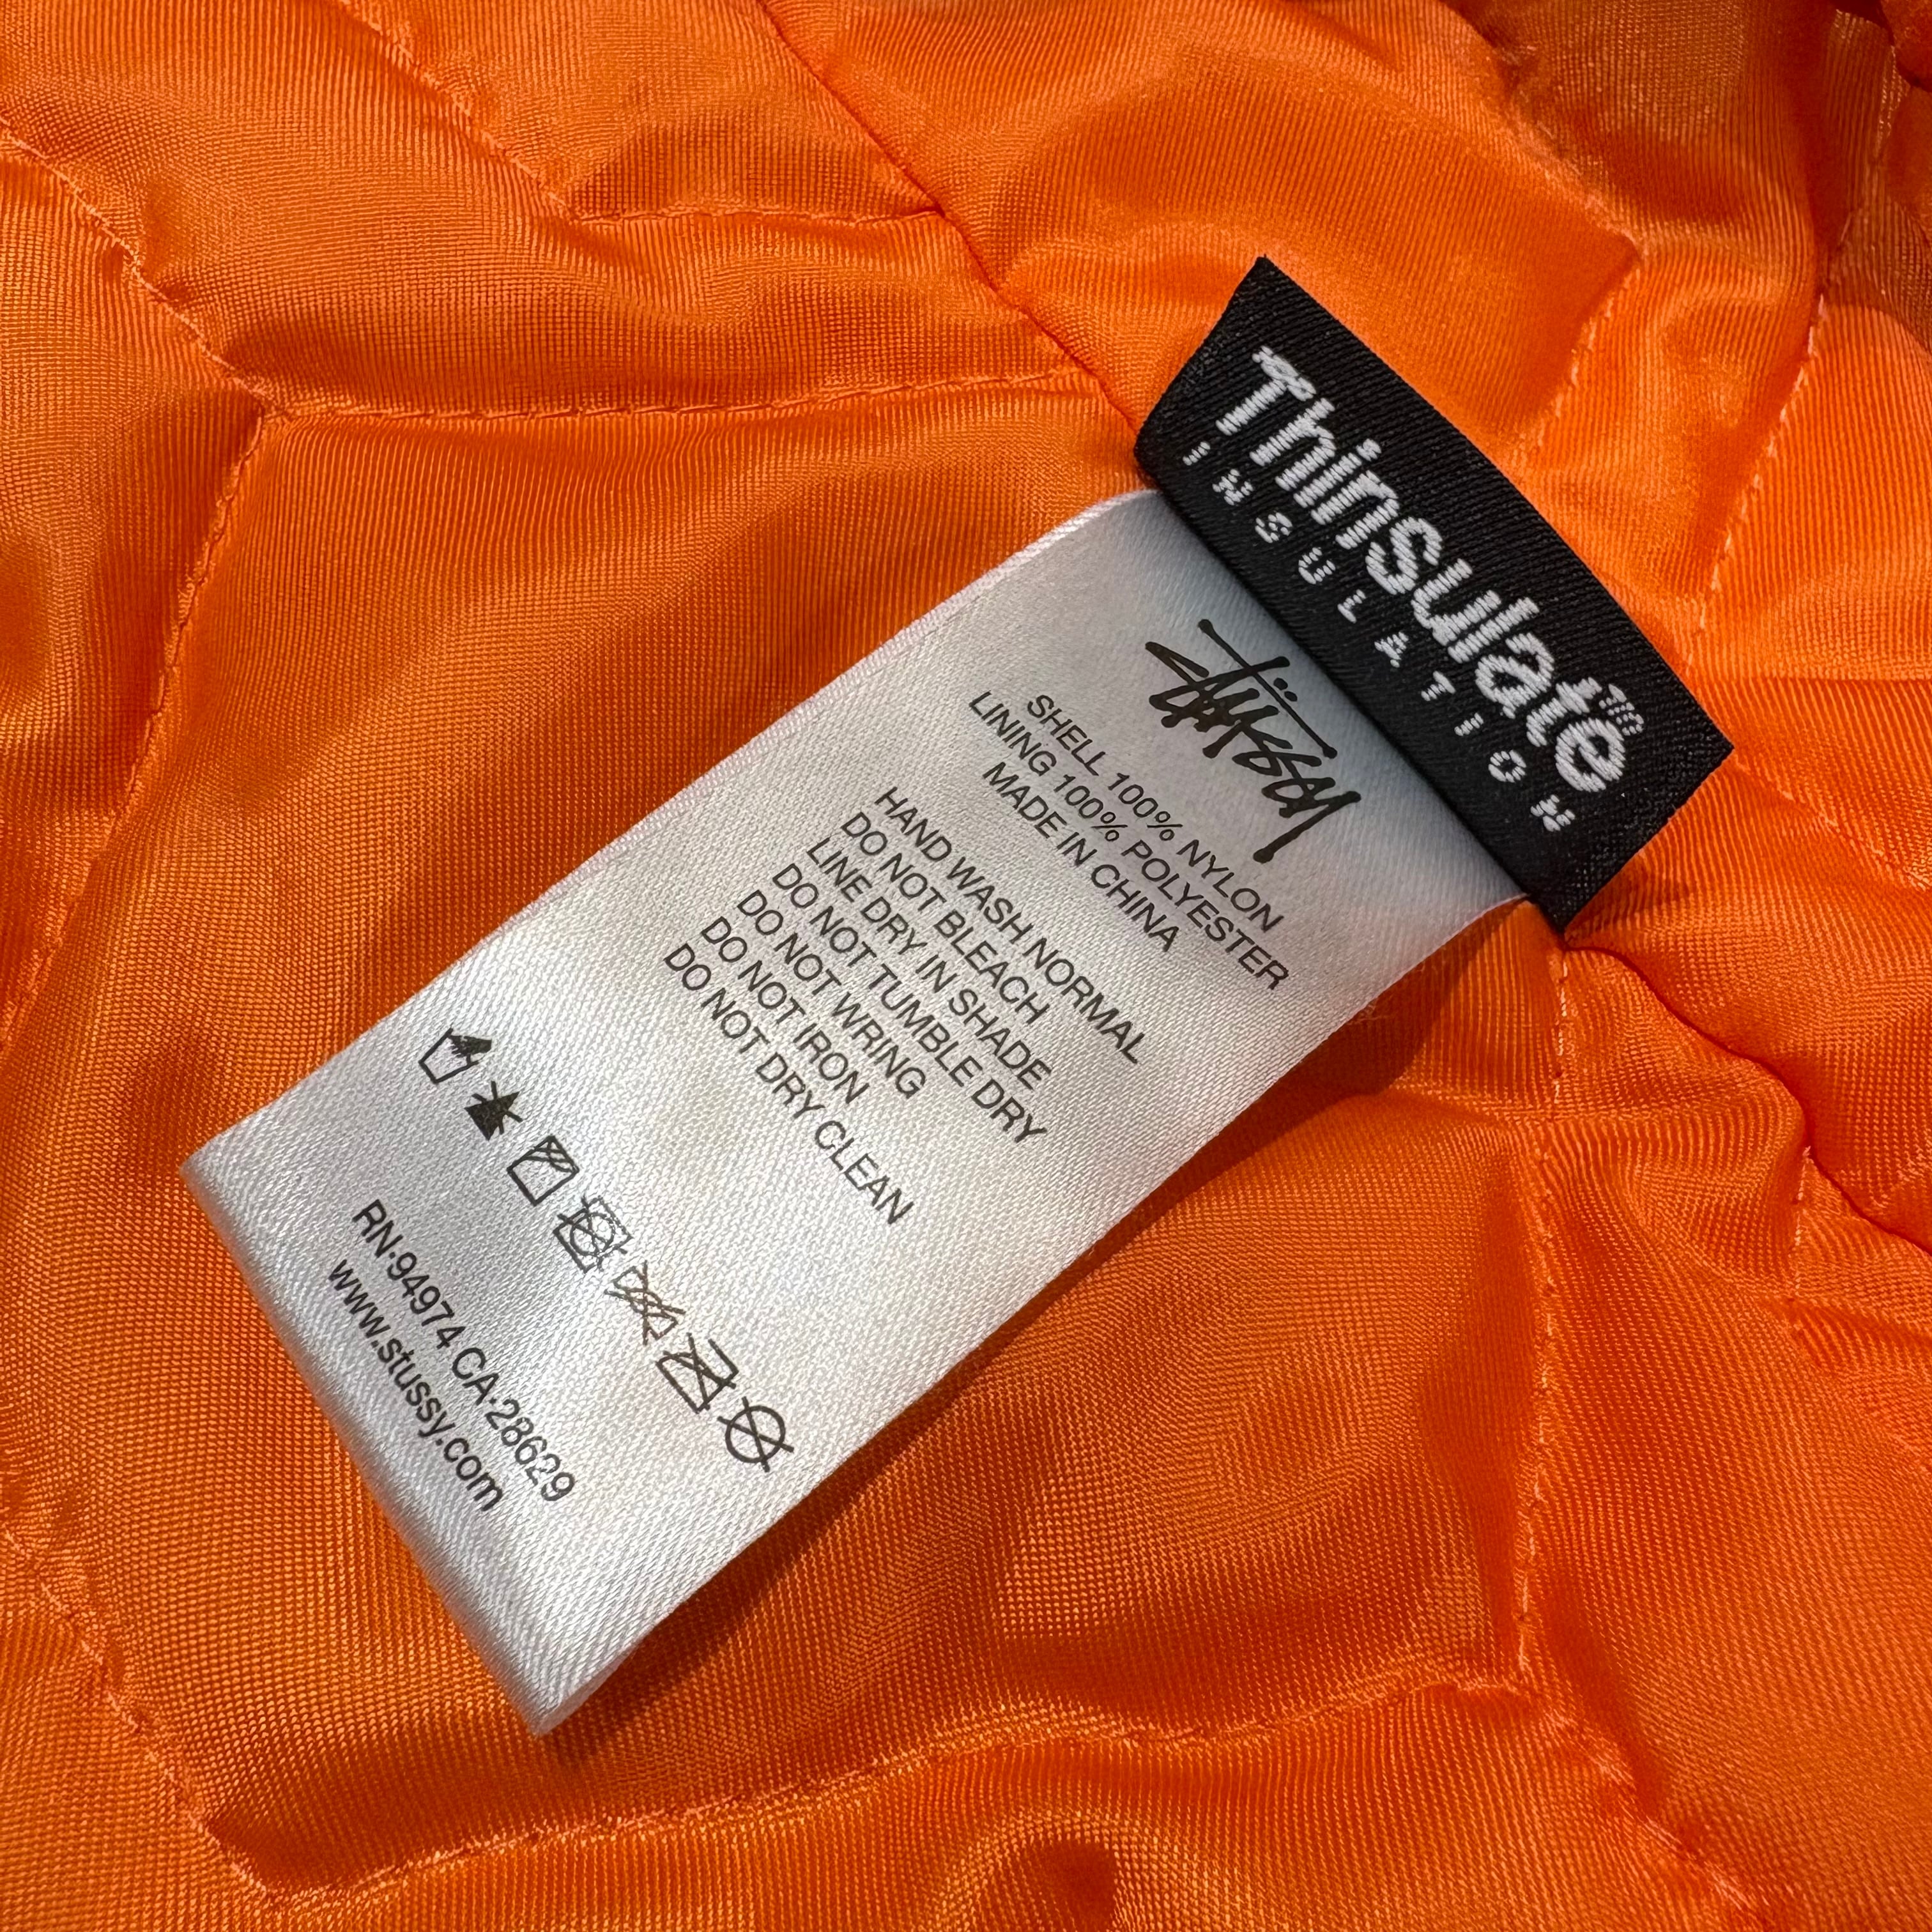 Thinsulate
INSULATION
Stüssy
SHELL 100% NYLON
LINING 100% POLYESTER
MADE IN CHINA
HAND WASH NORMAL
DO NOT BLEACH
LINE DRY IN SHADE
DO NOT TUMBLE DRY
DO NOT WRING
DO NOT IRON
DO NOT DRY CLEAN
RN·94974 CA·28629
www.stussy.com